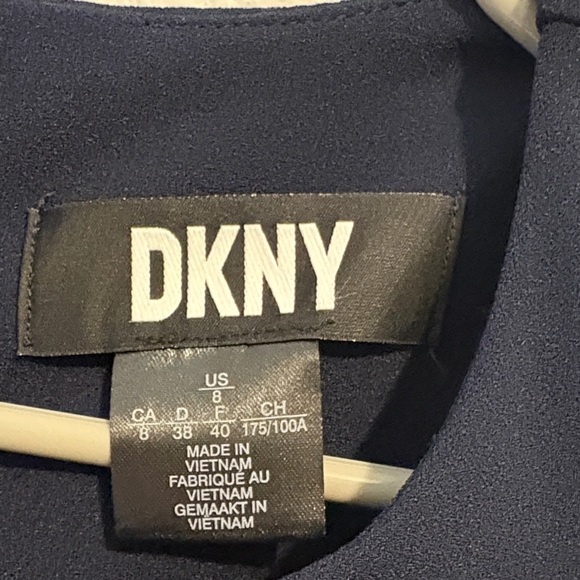 DKNY
US
8
CA D F CH
8 38 40 175/100A
MADE IN
VIETNAM
FABRIQUÉ AU
VIETNAM
GEMAAKT IN
VIETNAM